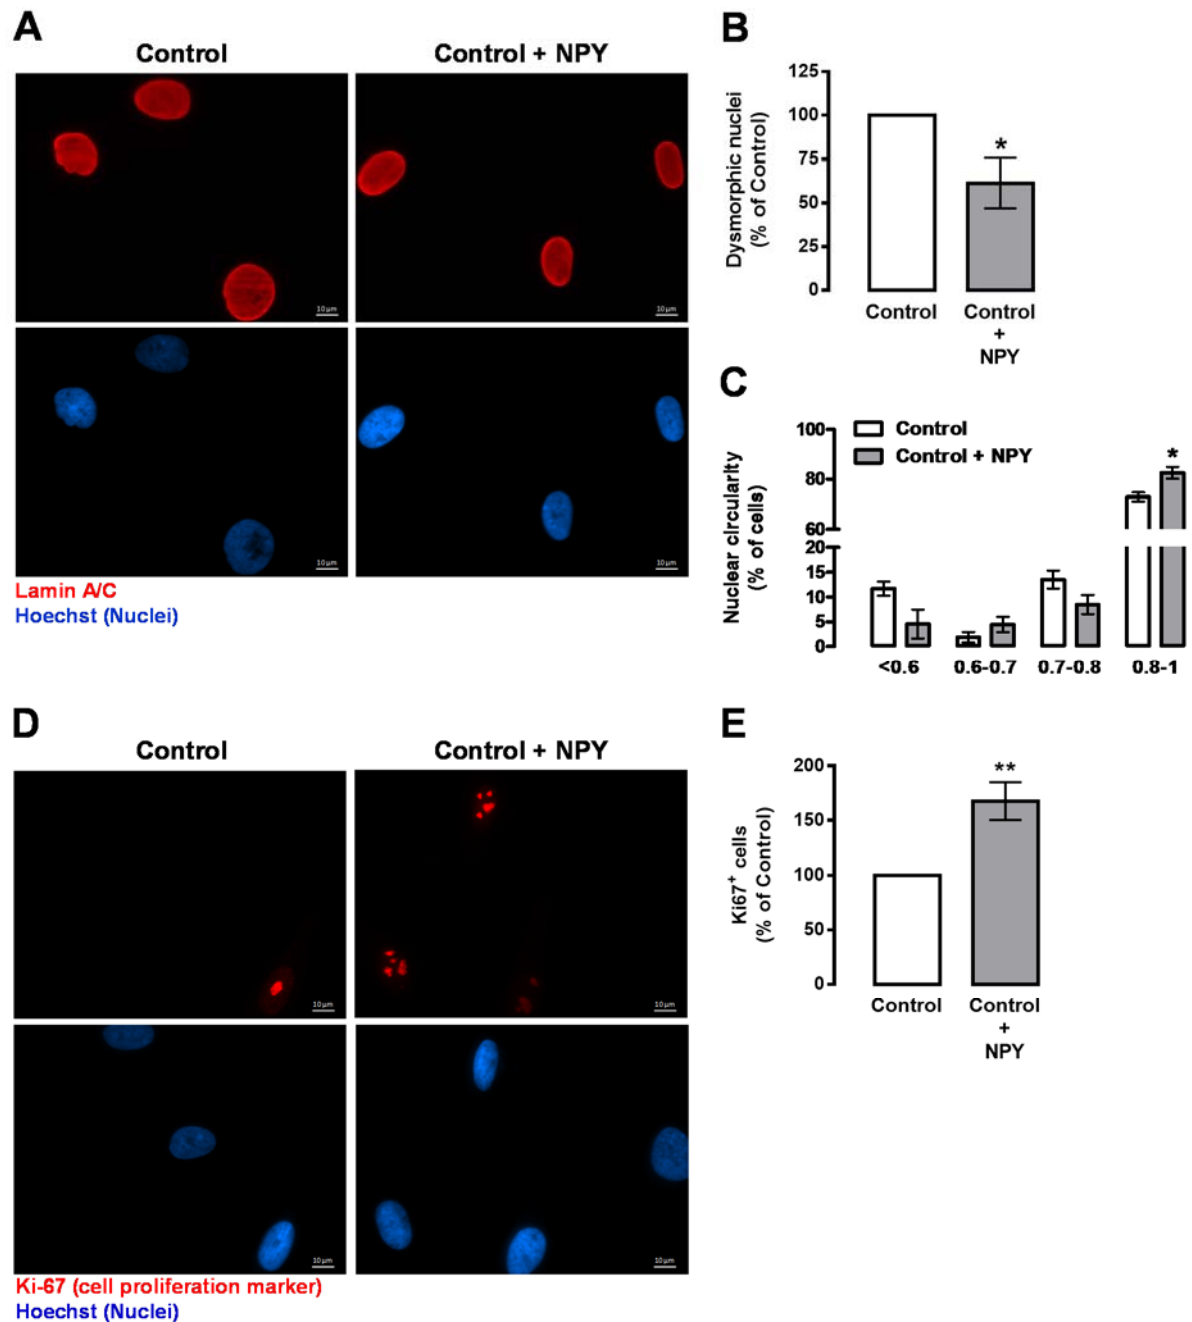 A
Control
Control + NPY
10 µm
10 µm
10 µm
10 µm
Lamin A/C
Hoechst (Nuclei)
B
Dysmorphic nuclei
(% of Control)
125
100
75
50
25
0
*
Control
Control
+
NPY
C
Nuclear circularity
(% of cells)
100
80
60
20
15
10
5
0
Control
Control + NPY
*
<0.6
0.6-0.7
0.7-0.8
0.8-1
D
Control
Control + NPY
10 µm
10 µm
10 µm
10 µm
Ki-67 (cell proliferation marker)
Hoechst (Nuclei)
E
Ki67⁺ cells
(% of Control)
200
150
100
50
0
**
Control
Control
+
NPY